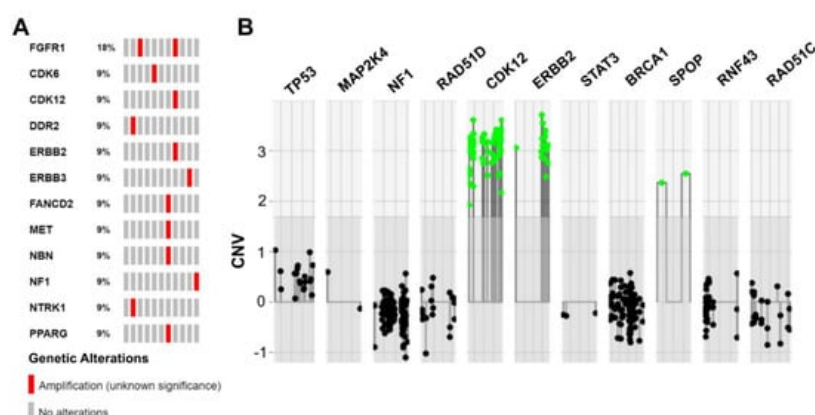 A
FGFR1 18%
CDK6 9%
CDK12 9%
DDR2 9%
ERBB2 9%
ERBB3 9%
FANCD2 9%
MET 9%
NBN 9%
NF1 9%
NTRK1 9%
PPARG 9%
Genetic Alterations
Amplification (unknown significance)
No alterations
B
TP53 MAP2K4 NF1 RAD51D CDK12 ERBB2 STAT3 BRCA1 SPOP RNF43 RAD51C
CNV
3
2
1
0
-1